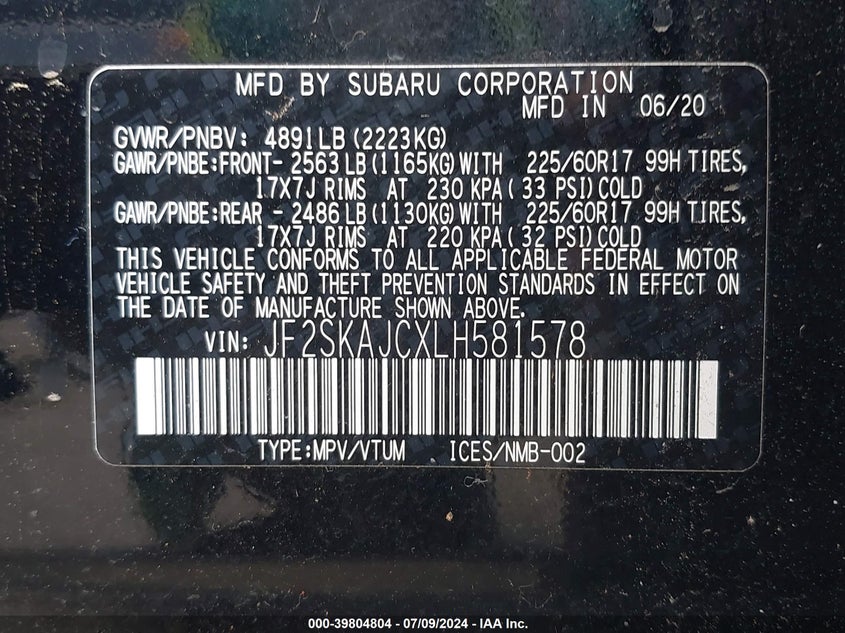 MFD BY SUBARU CORPORATION
MFD IN 06/20
GVWR/PNBV: 4891LB (2223KG)
GAWR/PNBE:FRONT- 2563 LB (1165KG) WITH 225/60R17 99H TIRES,
17X7J RIMS AT 230 KPA ( 33 PSI) COLD
GAWR/PNBE:REAR - 2486 LB (1130KG) WITH 225/60R17 99H TIRES,
17X7J RIMS AT 220 KPA ( 32 PSI) COLD
THIS VEHICLE CONFORMS TO ALL APPLICABLE FEDERAL MOTOR
VEHICLE SAFETY AND THEFT PREVENTION STANDARDS IN EFFECT ON
THE DATE OF MANUFACTURE SHOWN ABOVE.
VIN: JF2SKAJCXLH581578
TYPE:MPV/VTUM ICES/NMB-002
000-39804804 - 07/09/2024 - IAA Inc.